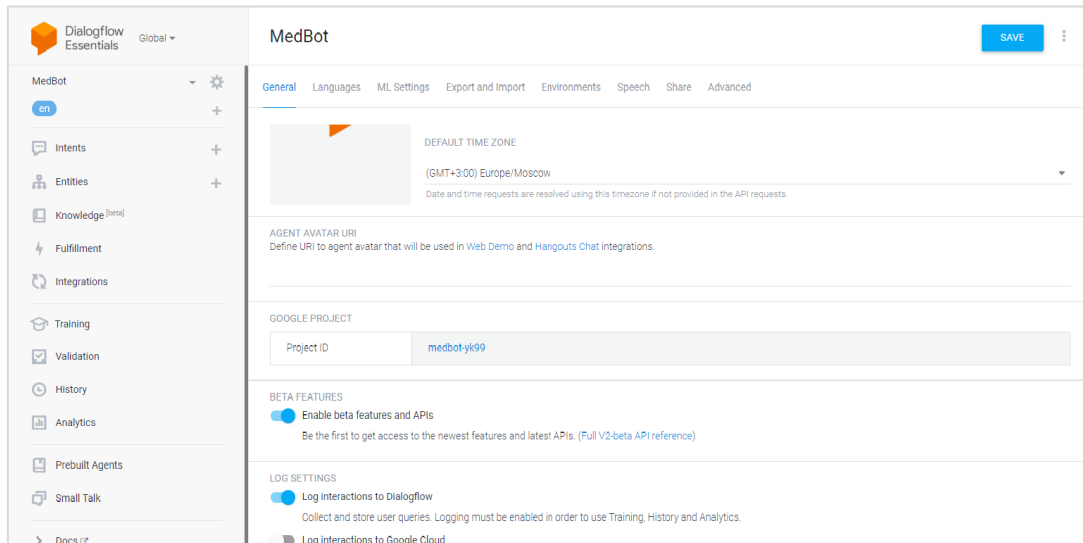 Dialogflow
Essentials
Global
MedBot
SAVE
MedBot
en
General Languages ML Settings Export and Import Environments Speech Share Advanced
Intents
Entities
Knowledge [beta]
Fulfillment
Integrations
Training
Validation
History
Analytics
Prebuilt Agents
Small Talk
Docs
DEFAULT TIME ZONE
(GMT+3:00) Europe/Moscow
Date and time requests are resolved using this timezone if not provided in the API requests.
AGENT AVATAR URI
Define URI to agent avatar that will be used in Web Demo and Hangouts Chat integrations.
GOOGLE PROJECT
Project ID medbot-yk99
BETA FEATURES
Enable beta features and APIs
Be the first to get access to the newest features and latest APIs. (Full V2-beta API reference)
LOG SETTINGS
Log interactions to Dialogflow
Collect and store user queries. Logging must be enabled in order to use Training, History and Analytics.
Log interactions to Google Cloud